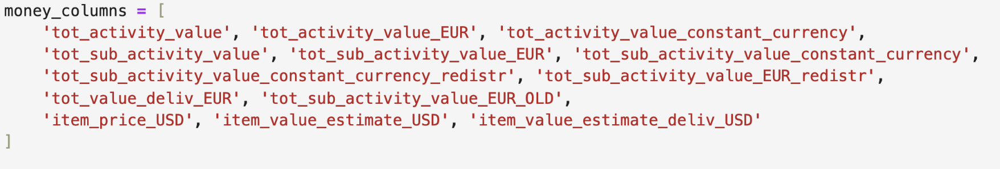 money_columns = [
    'tot_activity_value', 'tot_activity_value_EUR', 'tot_activity_value_constant_currency',
    'tot_sub_activity_value', 'tot_sub_activity_value_EUR', 'tot_sub_activity_value_constant_currency',
    'tot_sub_activity_value_constant_currency_redistr', 'tot_sub_activity_value_EUR_redistr',
    'tot_value_deliv_EUR', 'tot_sub_activity_value_EUR_OLD',
    'item_price_USD', 'item_value_estimate_USD', 'item_value_estimate_deliv_USD'
]